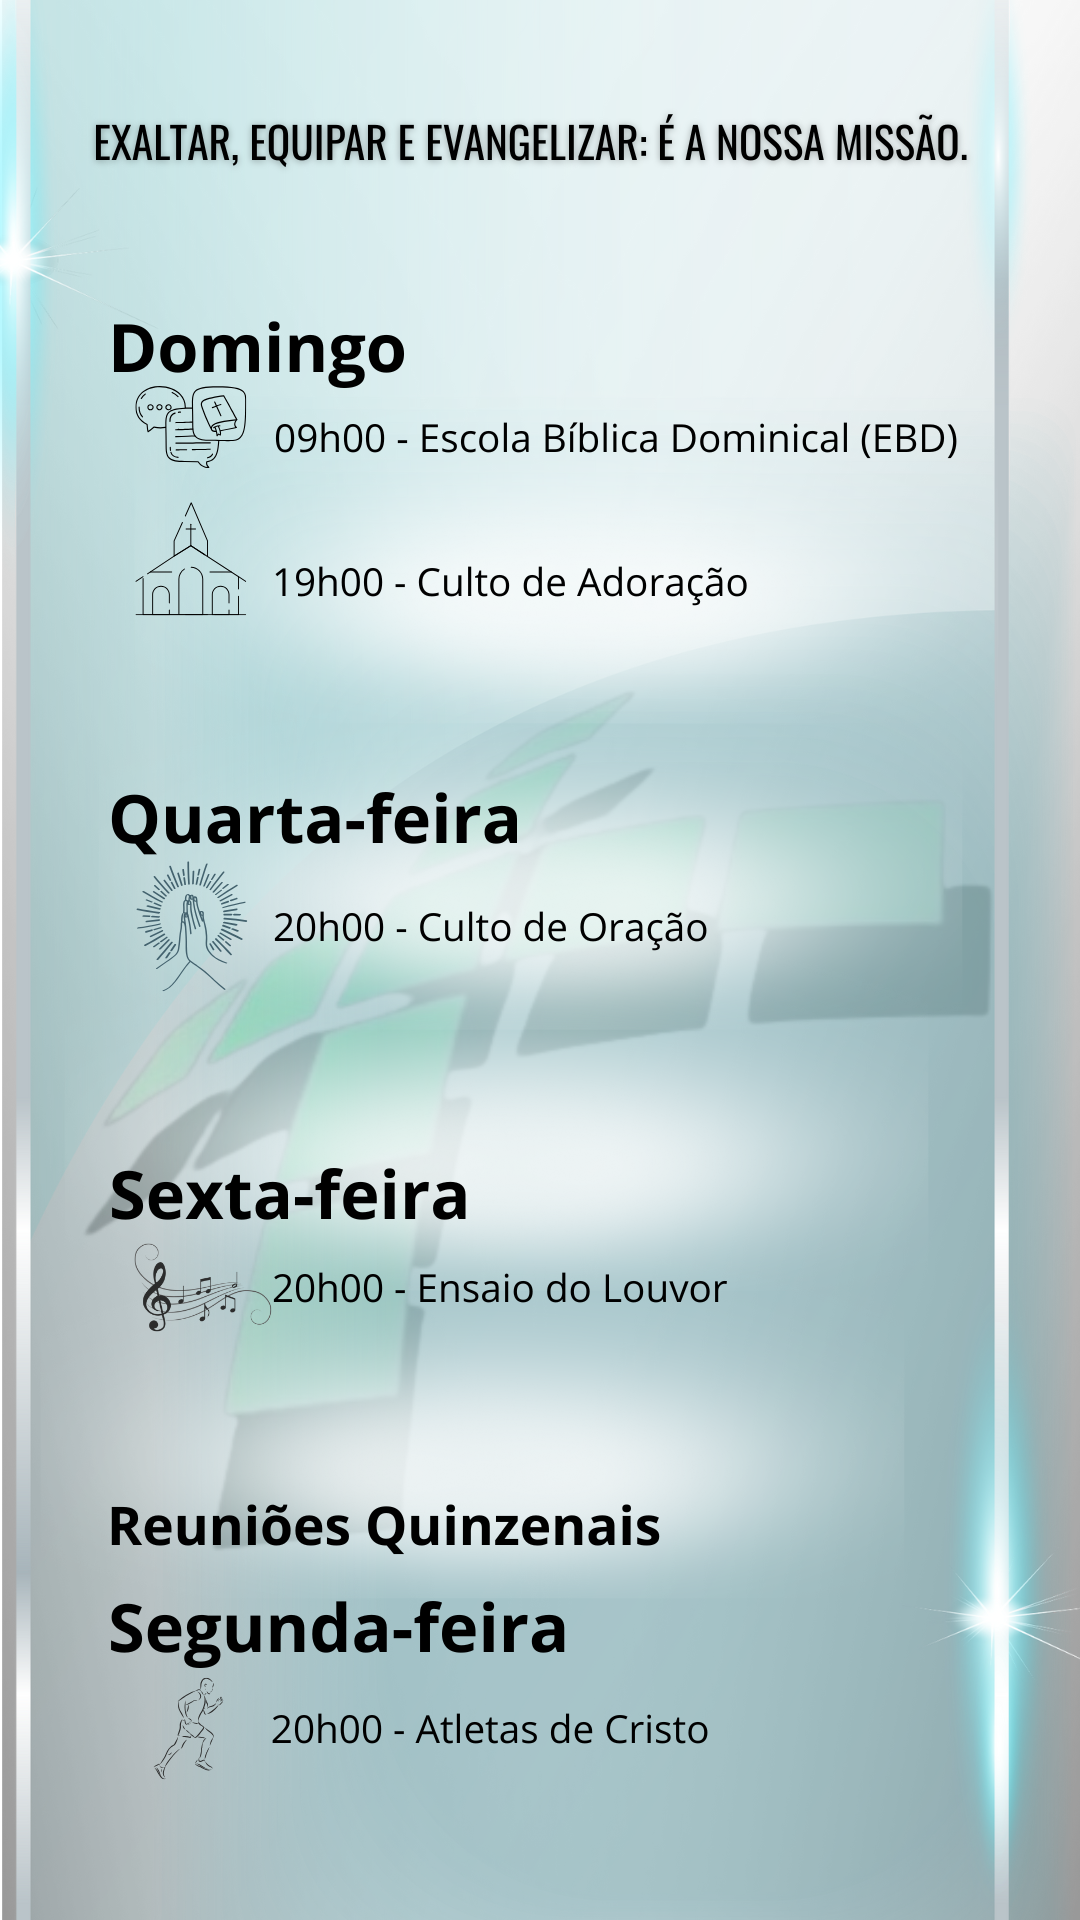 EXALTAR, EQUIPAR E EVANGELIZAR: É A NOSSA MISSÃO.
Domingo
09h00 - Escola Bíblica Dominical (EBD)
19h00 - Culto de Adoração
Quarta-feira
20h00 - Culto de Oração
Sexta-feira
20h00 - Ensaio do Louvor
Reuniões Quinzenais
Segunda-feira
20h00 - Atletas de Cristo